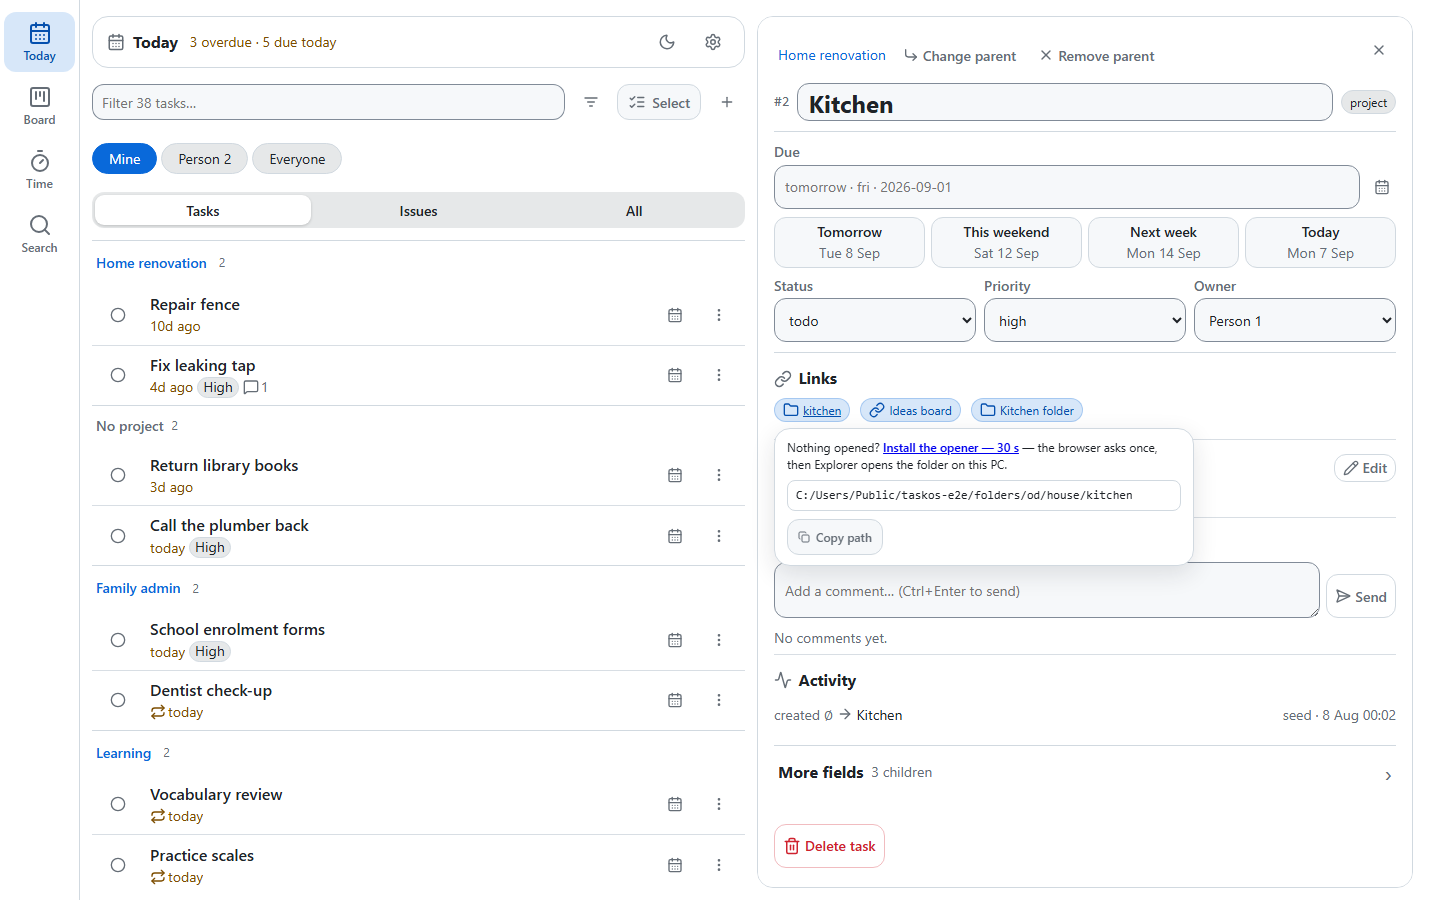 Today
Board
Time
Search
Today 3 overdue · 5 due today
Filter 38 tasks...
Select
Mine
Person 2
Everyone
Tasks
Issues
All
Home renovation 2
Repair fence
10d ago
Fix leaking tap
4d ago High 1
No project 2
Return library books
3d ago
Call the plumber back
today High
Family admin 2
School enrolment forms
today High
Dentist check-up
today
Learning 2
Vocabulary review
today
Practice scales
today
Home renovation Change parent Remove parent
#2 Kitchen project
Due
tomorrow · fri · 2026-09-01
Tomorrow
Tue 8 Sep
This weekend
Sat 12 Sep
Next week
Mon 14 Sep
Today
Mon 7 Sep
Status
todo
Priority
high
Owner
Person 1
Links
kitchen
Ideas board
Kitchen folder
Nothing opened? Install the opener — 30 s — the browser asks once,
then Explorer opens the folder on this PC.
C:/Users/Public/taskos-e2e/folders/od/house/kitchen
Copy path
Edit
Add a comment... (Ctrl+Enter to send)
Send
No comments yet.
Activity
created Ø → Kitchen
seed · 8 Aug 00:02
More fields 3 children
Delete task